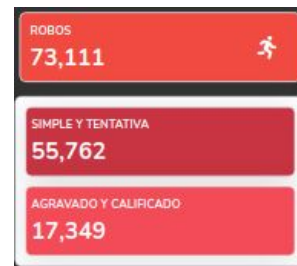 ROBOS
73,111
SIMPLE Y TENTATIVA
55,762
AGRAVADO Y CALIFICADO
17,349